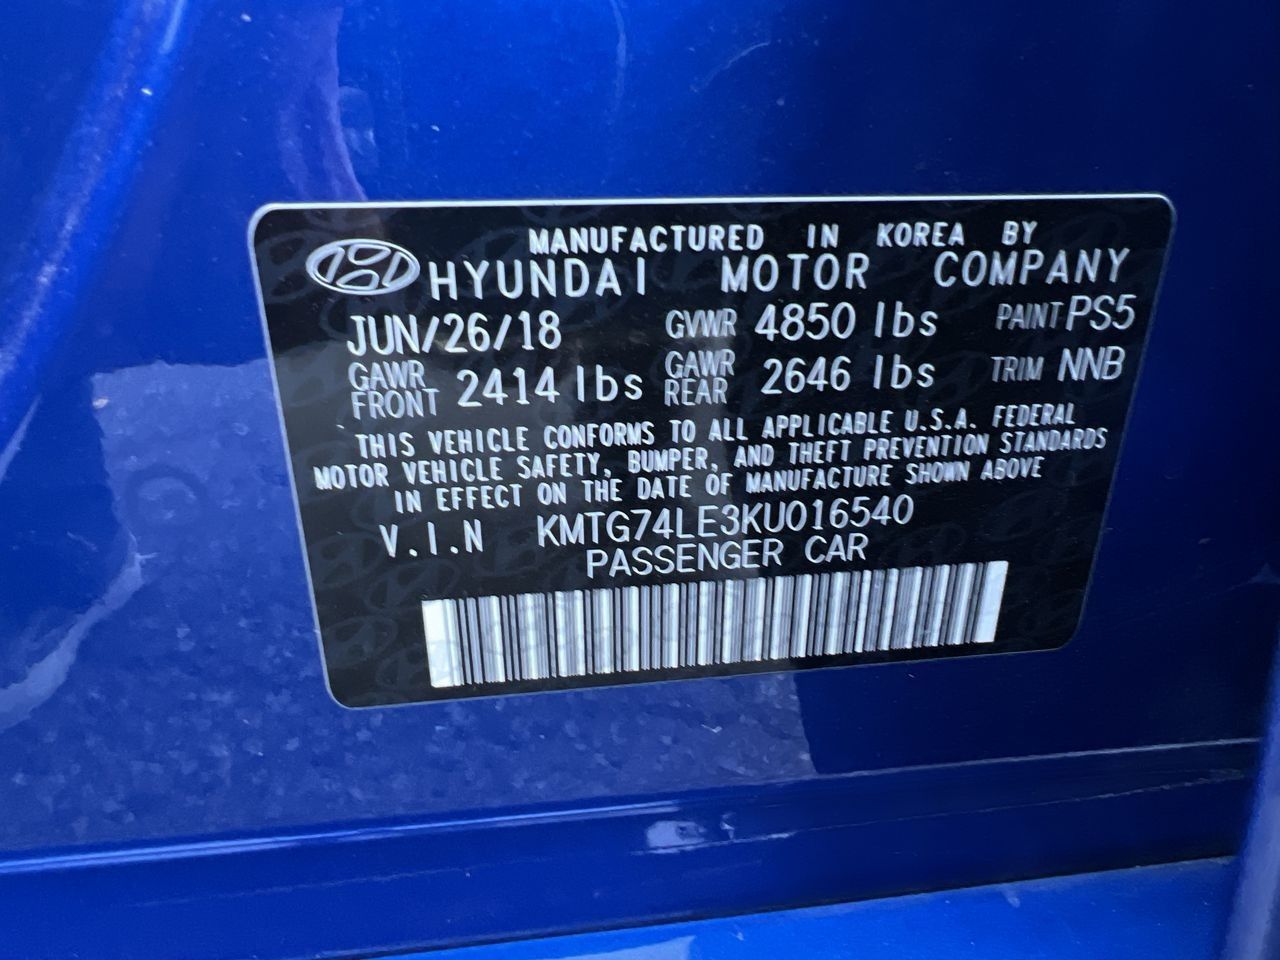 MANUFACTURED IN KOREA BY
HYUNDAI MOTOR COMPANY
JUN/26/18 GVWR 4850 lbs PAINT PS5
GAWR FRONT 2414 lbs GAWR REAR 2646 lbs TRIM NNB
THIS VEHICLE CONFORMS TO ALL APPLICABLE U.S.A. FEDERAL
MOTOR VEHICLE SAFETY, BUMPER, AND THEFT PREVENTION STANDARDS
IN EFFECT ON THE DATE OF MANUFACTURE SHOWN ABOVE
V.I.N KMTG74LE3KU016540
PASSENGER CAR